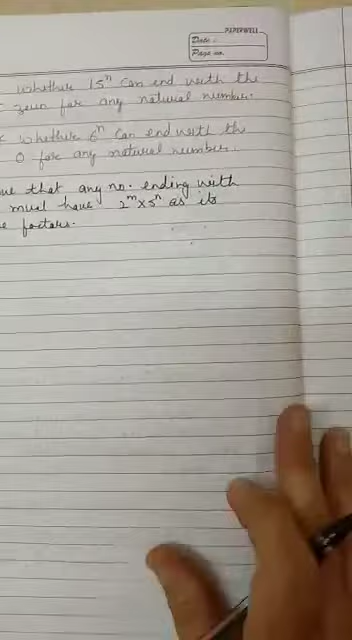 PAPERWELL
Date :
Page no.
whether 15ⁿ can end with the
zero for any natural number.
whether 6ⁿ can end with the
0 for any natural number.
that any no. ending with
must have 2ᵐ x 5ⁿ as its
factors.